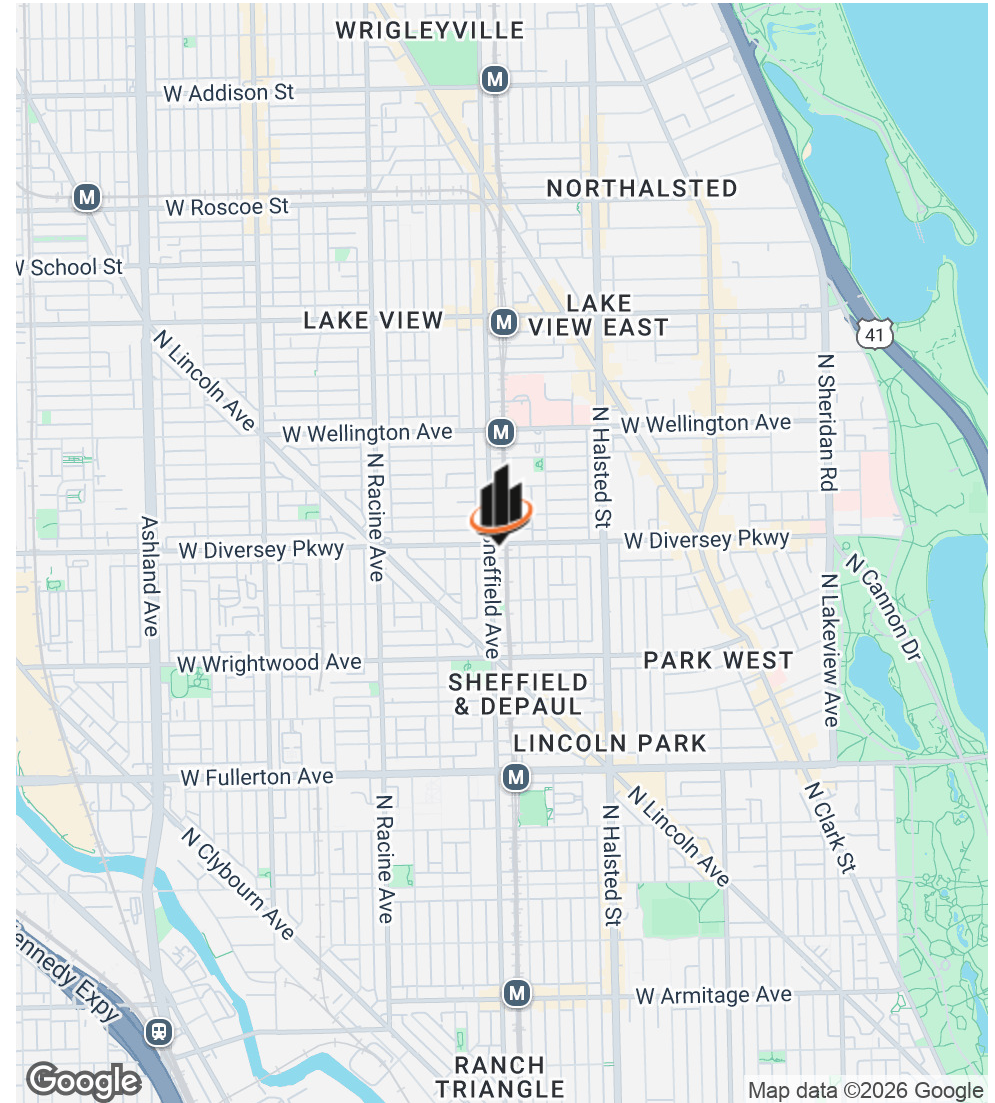 WRIGLEYVILLE
M
W Addison St
NORTHALSTED
M
W Roscoe St
W School St
LAKE VIEW
M
LAKE
VIEW EAST
41
N Lincoln Ave
N Sheridan Rd
W Wellington Ave
M
W Wellington Ave
N Halsted St
N Racine Ave
Ashland Ave
W Diversey Pkwy
Sheffield Ave
W Diversey Pkwy
N Cannon Dr
N Lakeview Ave
W Wrightwood Ave
PARK WEST
SHEFFIELD
& DEPAUL
LINCOLN PARK
W Fullerton Ave
M
N Racine Ave
N Halsted St
N Lincoln Ave
N Clark St
N Clybourn Ave
ennedy Expy
M
W Armitage Ave
RANCH
TRIANGLE
Google
Map data ©2026 Google